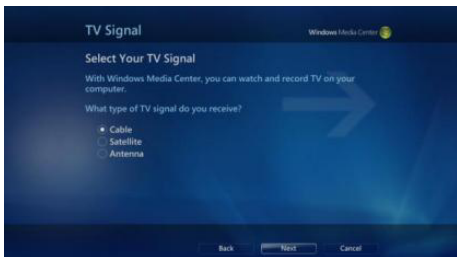 TV Signal
Windows Media Center
Select Your TV Signal
With Windows Media Center, you can watch and record TV on your
computer.
What type of TV signal do you receive?
Cable
Satellite
Antenna
Back Next Cancel